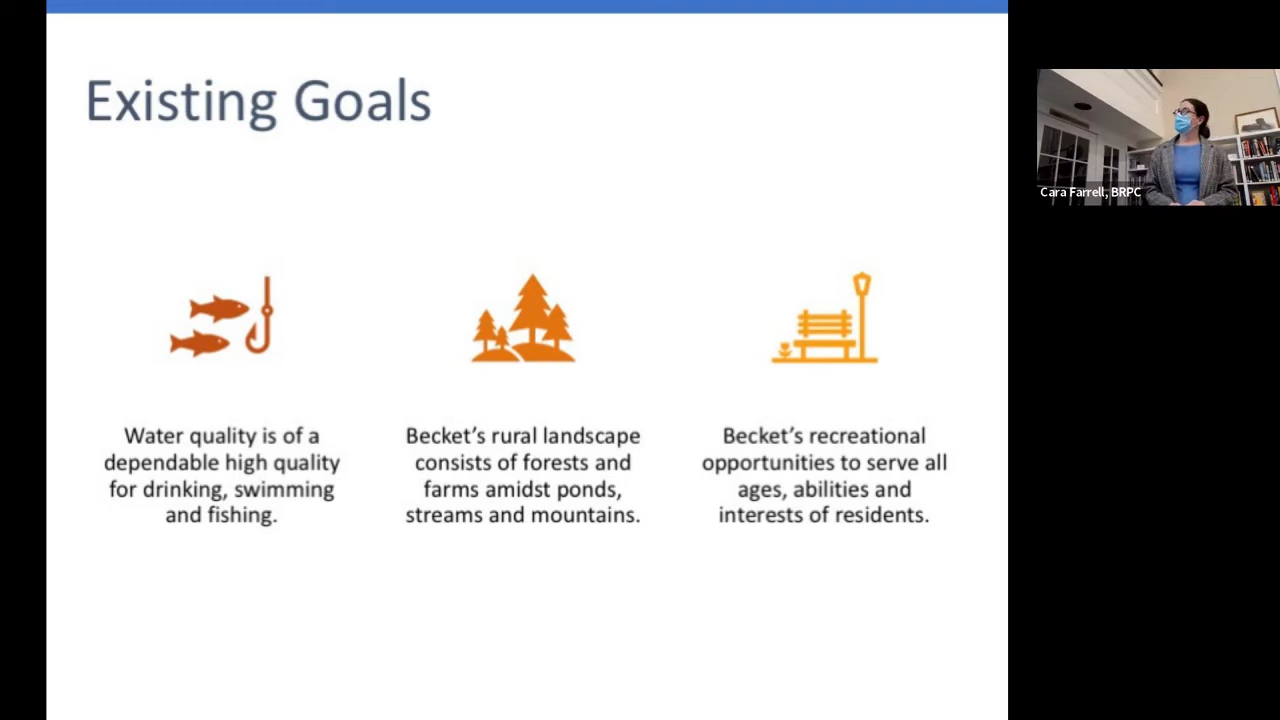 Existing Goals
Water quality is of a
dependable high quality
for drinking, swimming
and fishing.
Becket’s rural landscape
consists of forests and
farms amidst ponds,
streams and mountains.
Becket’s recreational
opportunities to serve all
ages, abilities and
interests of residents.
Cara Farrell, BRPC